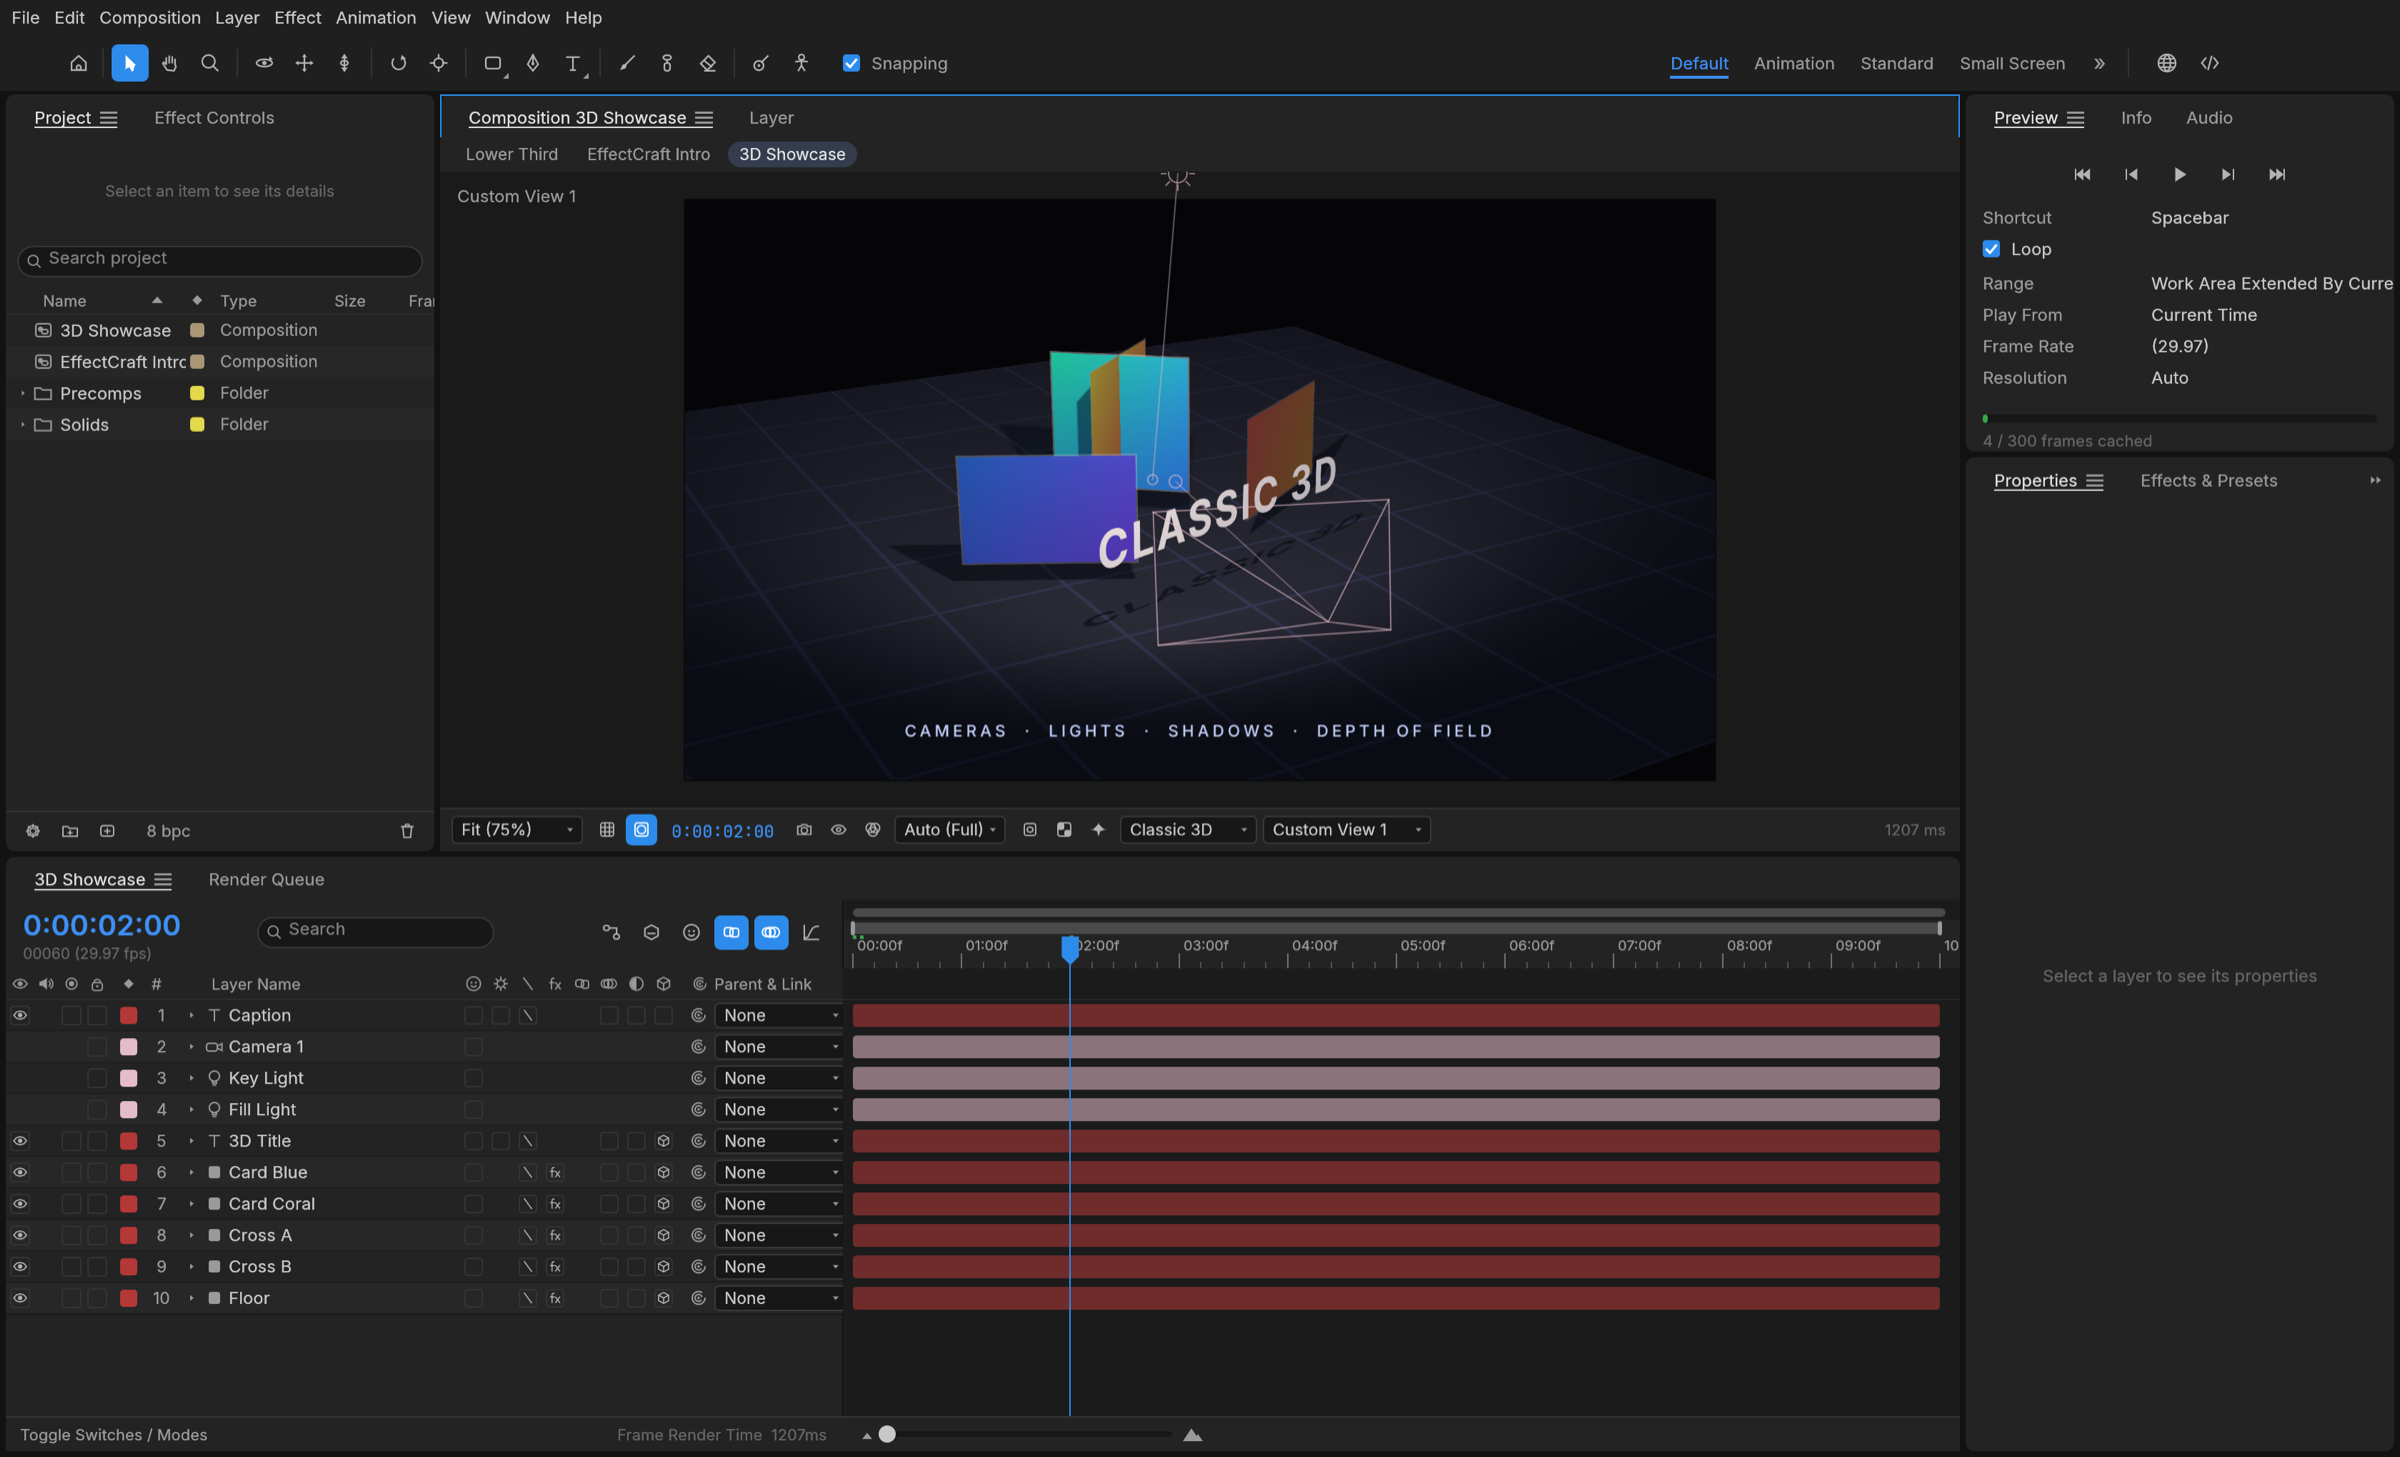 File Edit Composition Layer Effect Animation View Window Help
Snapping
Default Animation Standard Small Screen
Project Effect Controls
Select an item to see its details
Search project
Name Type Size Frar
3D Showcase Composition
EffectCraft Intro Composition
Precomps Folder
Solids Folder
8 bpc
Composition 3D Showcase Layer
Lower Third EffectCraft Intro 3D Showcase
Custom View 1
CLASSIC 3D
CAMERAS · LIGHTS · SHADOWS · DEPTH OF FIELD
Fit (75%) 0:00:02:00 Auto (Full) Classic 3D Custom View 1 1207 ms
Preview Info Audio
Shortcut Spacebar
Loop
Range Work Area Extended By Curre
Play From Current Time
Frame Rate (29.97)
Resolution Auto
4 / 300 frames cached
Properties Effects & Presets
Select a layer to see its properties
3D Showcase Render Queue
0:00:02:00
00060 (29.97 fps)
Search
00:00f 01:00f 02:00f 03:00f 04:00f 05:00f 06:00f 07:00f 08:00f 09:00f 10
# Layer Name fx Parent & Link
1 T Caption None
2 Camera 1 None
3 Key Light None
4 Fill Light None
5 T 3D Title None
6 Card Blue fx None
7 Card Coral fx None
8 Cross A fx None
9 Cross B fx None
10 Floor fx None
Toggle Switches / Modes
Frame Render Time 1207ms